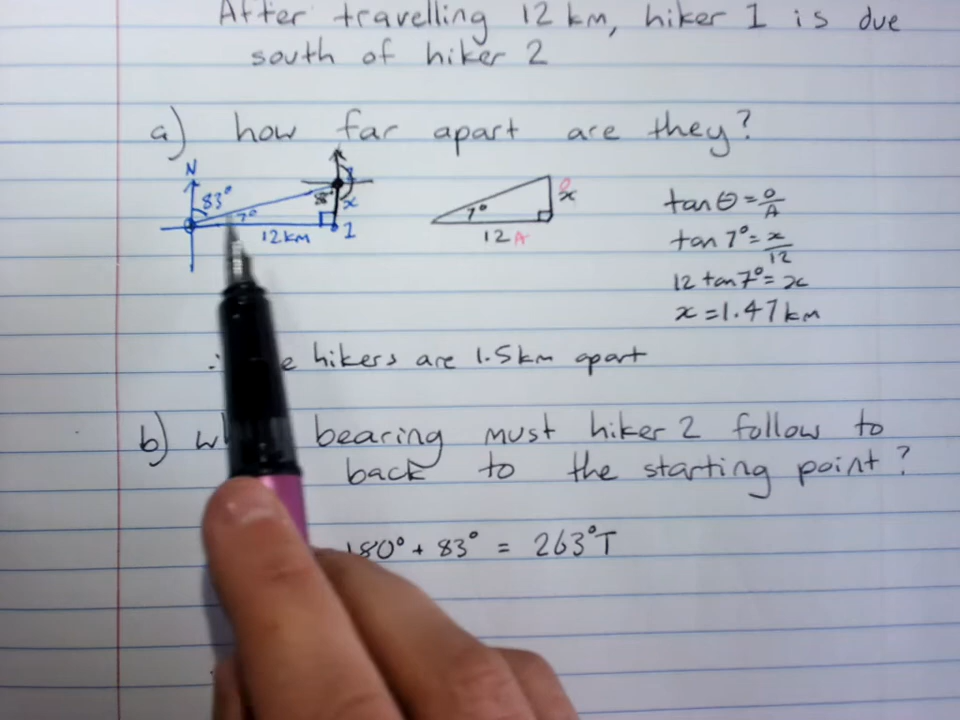 After travelling 12 km, hiker 1 is due
south of hiker 2
a) how far apart are they?
N
83°
7°
8
x
12km
1
7°
12 A
O
x
tan θ = O/A
tan 7° = x/12
12 tan 7° = x
x = 1.47 km
hikers are 1.5km apart
b) bearing must hiker 2 follow to
back to the starting point?
180° + 83° = 263°T